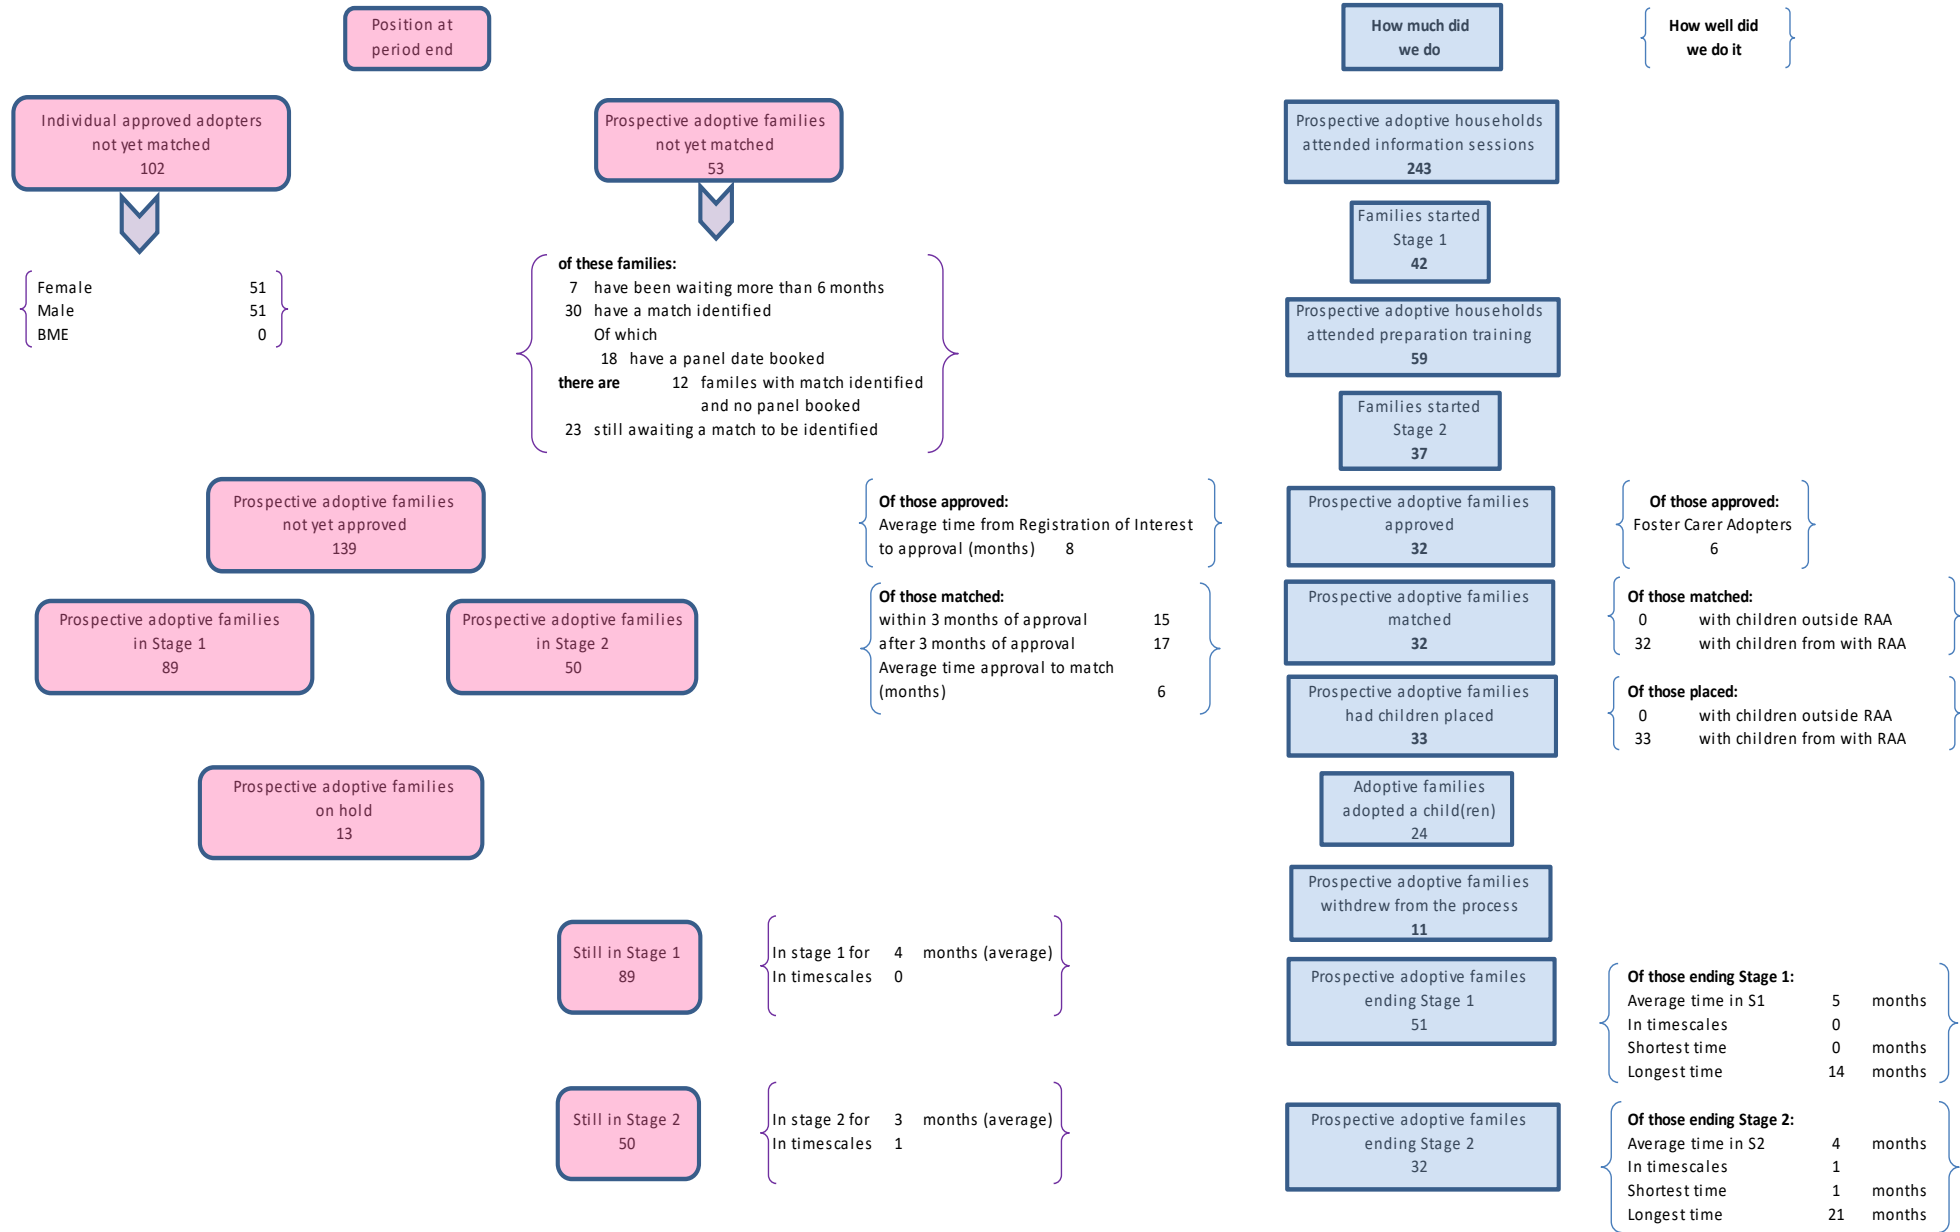 Position at
period end
How much did
we do
How well did
we do it
Individual approved adopters
not yet matched
102
Prospective adoptive families
not yet matched
53
Prospective adoptive households
attended information sessions
243
Families started
Stage 1
42
of these families:
7 have been waiting more than 6 months
30 have a match identified
Of which
18 have a panel date booked
there are 12 familes with match identified
and no panel booked
23 still awaiting a match to be identified
Female 51
Male 51
BME 0
Prospective adoptive households
attended preparation training
59
Families started
Stage 2
37
Prospective adoptive families
not yet approved
139
Of those approved:
Average time from Registration of Interest
to approval (months) 8
Prospective adoptive families
approved
32
Of those approved:
Foster Carer Adopters
6
Prospective adoptive families
in Stage 1
89
Prospective adoptive families
in Stage 2
50
Of those matched:
within 3 months of approval 15
after 3 months of approval 17
Average time approval to match
(months) 6
Prospective adoptive families
matched
32
Of those matched:
0 with children outside RAA
32 with children from with RAA
Prospective adoptive families
had children placed
33
Of those placed:
0 with children outside RAA
33 with children from with RAA
Prospective adoptive families
on hold
13
Adoptive families
adopted a child(ren)
24
Prospective adoptive families
withdrew from the process
11
Still in Stage 1
89
In stage 1 for 4 months (average)
In timescales 0
Prospective adoptive familes
ending Stage 1
51
Of those ending Stage 1:
Average time in S1 5 months
In timescales 0
Shortest time 0 months
Longest time 14 months
Still in Stage 2
50
In stage 2 for 3 months (average)
In timescales 1
Prospective adoptive familes
ending Stage 2
32
Of those ending Stage 2:
Average time in S2 4 months
In timescales 1
Shortest time 1 months
Longest time 21 months